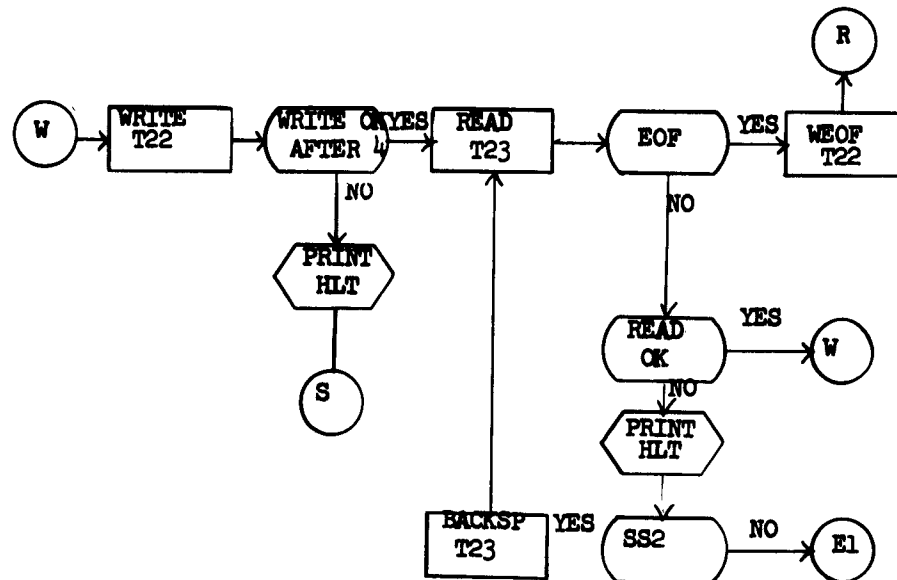 R
W
WRITE
T22
WRITE OK
AFTER 4
YES
READ
T23
EOF
YES
WEOF
T22
NO
NO
PRINT
HLT
READ
OK
YES
W
S
NO
PRINT
HLT
BACKSP
T23
YES
SS2
NO
E1